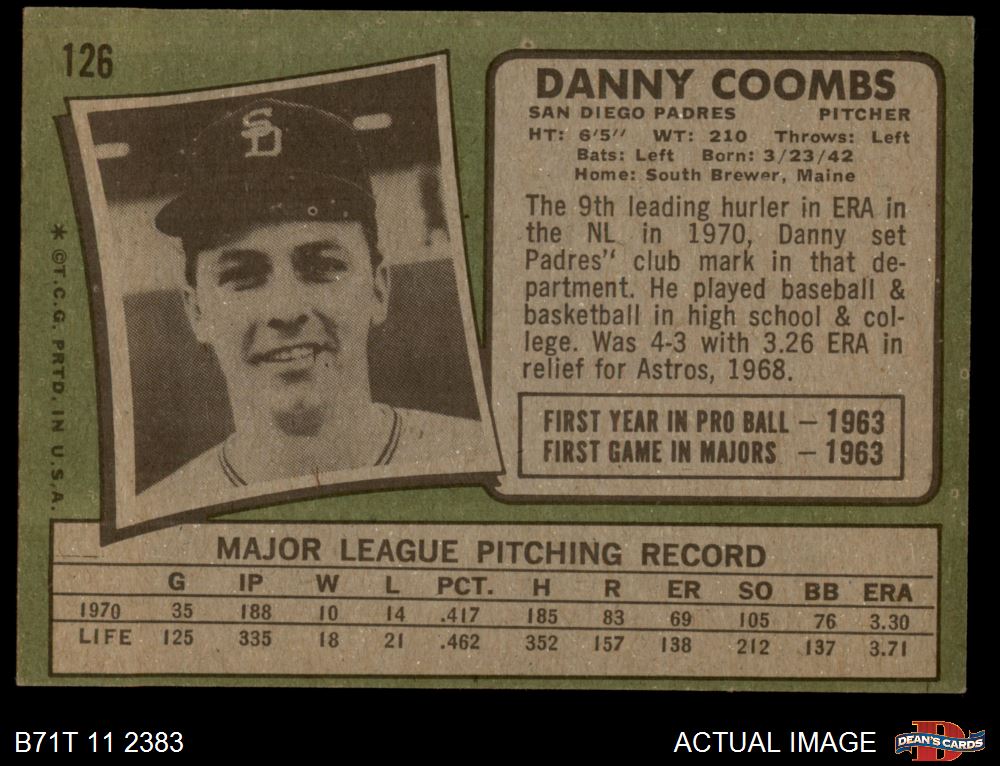 126
SD
DANNY COOMBS
SAN DIEGO PADRES PITCHER
HT: 6'5" WT: 210 Throws: Left
Bats: Left Born: 3/23/42
Home: South Brewer, Maine
The 9th leading hurler in ERA in
the NL in 1970, Danny set
Padres" club mark in that de-
partment. He played baseball &
basketball in high school & col-
lege. Was 4-3 with 3.26 ERA in
relief for Astros, 1968.
FIRST YEAR IN PRO BALL — 1963
FIRST GAME IN MAJORS — 1963
* ©T.C.G. PRTD. IN U.S.A.
MAJOR LEAGUE PITCHING RECORD
G IP W L PCT. H R ER SO BB ERA
1970 35 188 10 14 .417 185 83 69 105 76 3.30
LIFE 125 335 18 21 .462 352 157 138 212 137 3.71
B71T 11 2383
ACTUAL IMAGE
D
DEAN'S CARDS